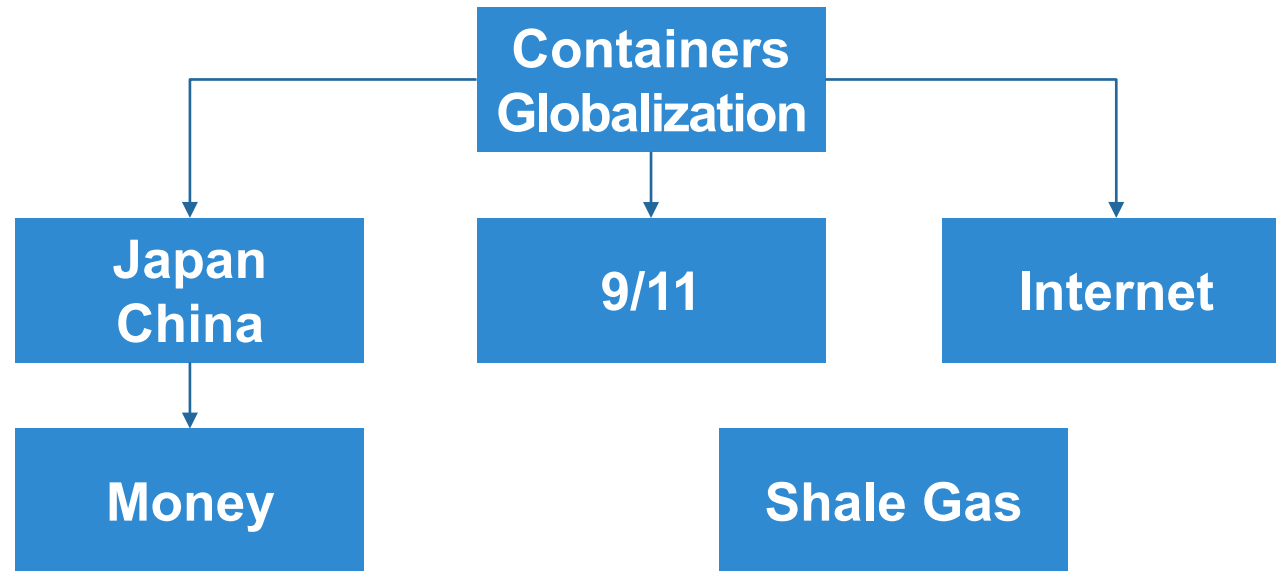 Containers
Globalization
Japan
China
9/11
Internet
Money
Shale Gas